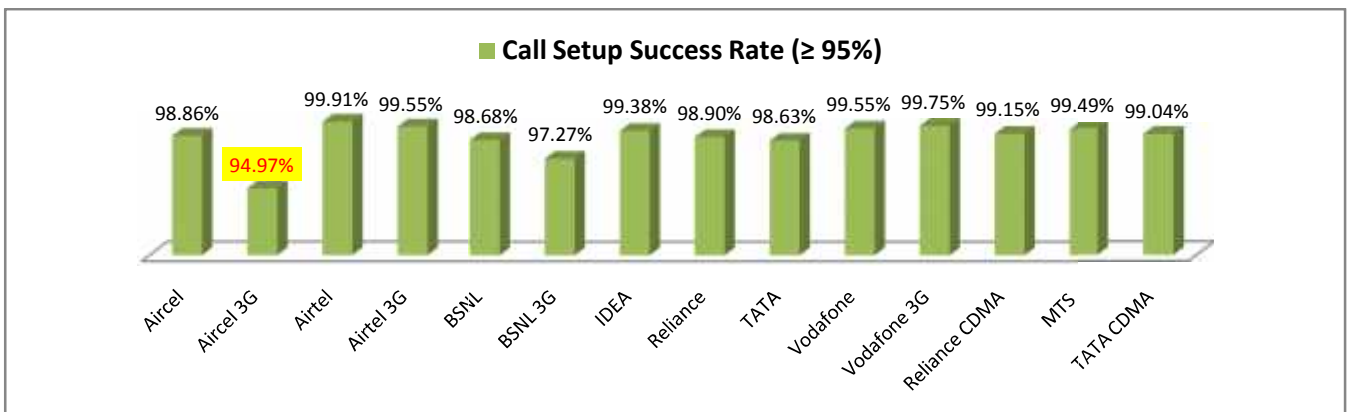 Call Setup Success Rate (≥ 95%)
98.86%
94.97%
99.91%
99.55%
98.68%
97.27%
99.38%
98.90%
98.63%
99.55%
99.75%
99.15%
99.49%
99.04%
Aircel
Aircel 3G
Airtel
Airtel 3G
BSNL
BSNL 3G
IDEA
Reliance
TATA
Vodafone
Vodafone 3G
Reliance CDMA
MTS
TATA CDMA